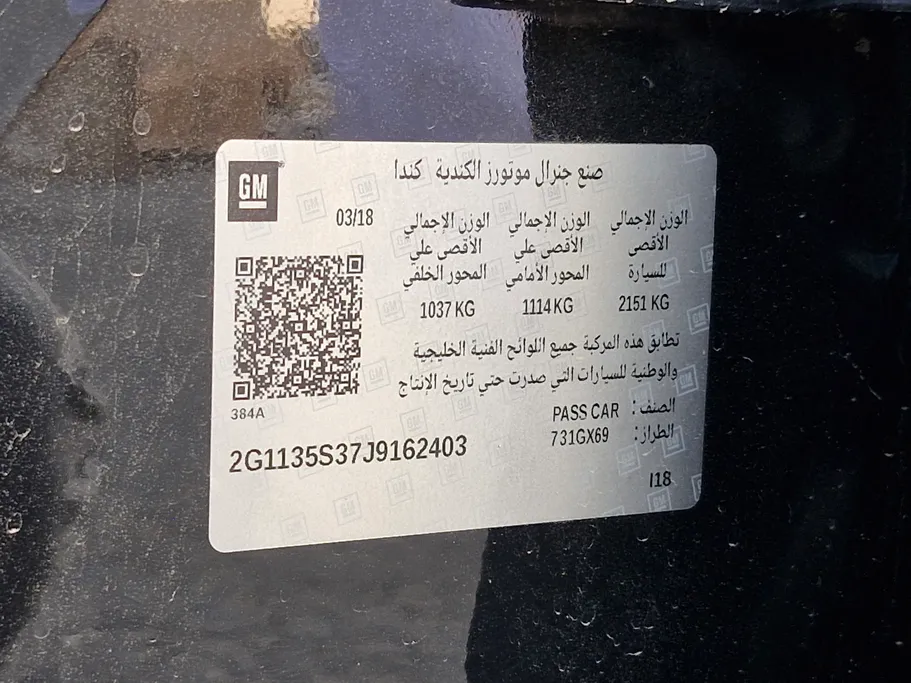 صنع جنرال موتورز الكندية كندا
GM
03/18
الوزن الإجمالي الأقصى للسيارة
2151 KG
الوزن الإجمالي الأقصى علي المحور الأمامي
1114 KG
الوزن الإجمالي الأقصى علي المحور الخلفي
1037 KG
تطابق هذه المركبة جميع اللوائح الفنية الخليجية
والوطنية للسيارات التي صدرت حتي تاريخ الإنتاج
الصنف: PASS CAR
الطراز: 731GX69
384A
2G1135S37J9162403
I18